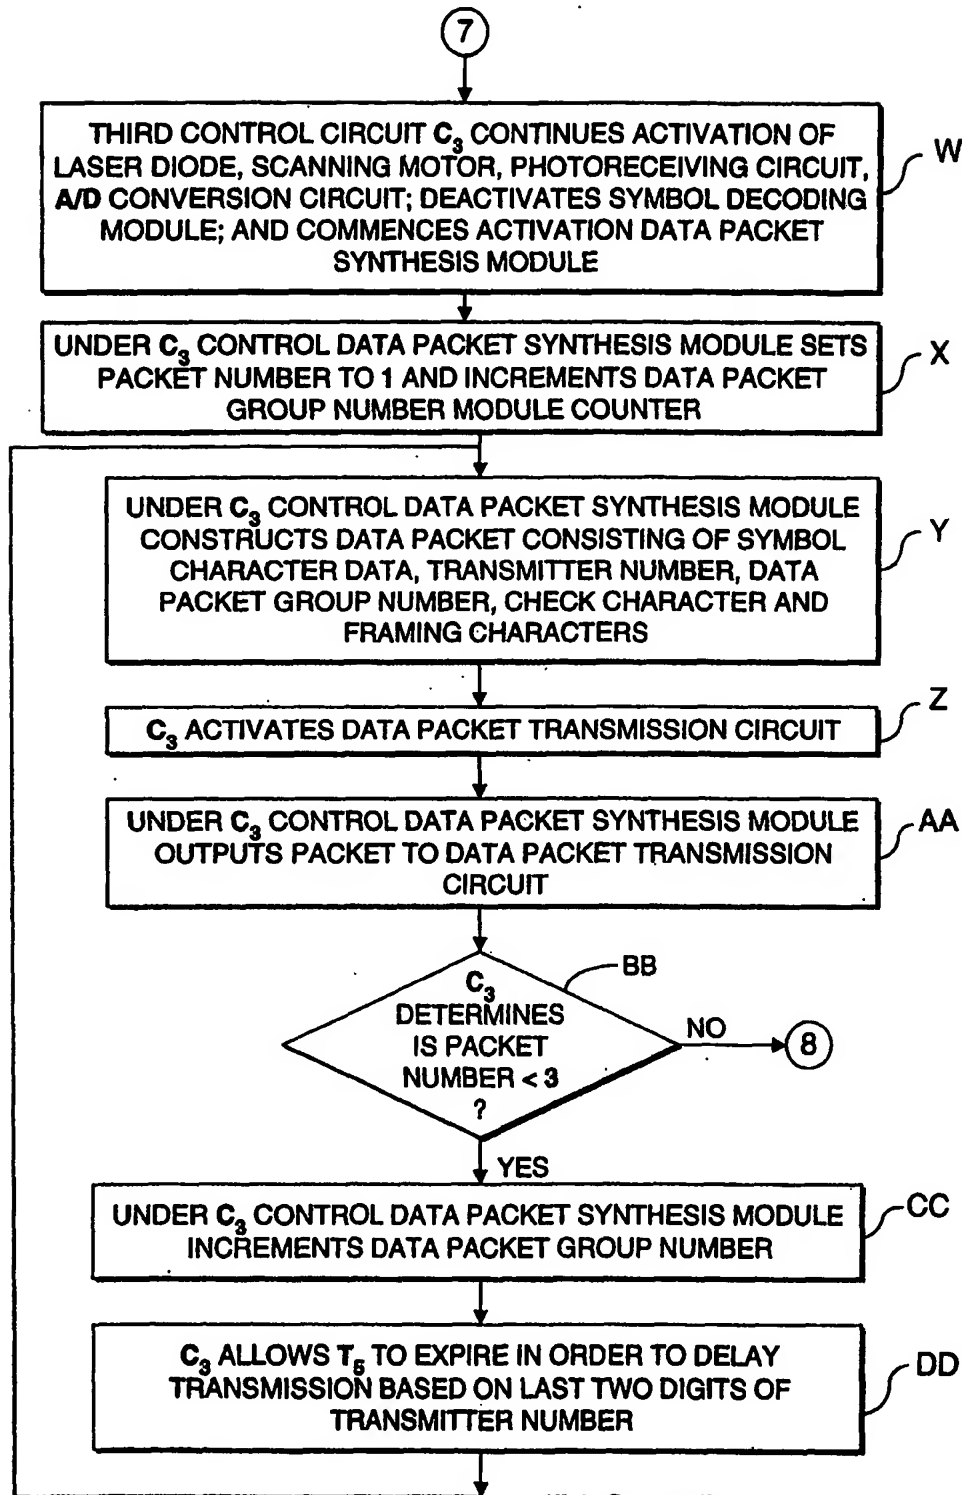 7
THIRD CONTROL CIRCUIT C3 CONTINUES ACTIVATION OF
LASER DIODE, SCANNING MOTOR, PHOTORECEIVING CIRCUIT,
A/D CONVERSION CIRCUIT; DEACTIVATES SYMBOL DECODING
MODULE; AND COMMENCES ACTIVATION DATA PACKET
SYNTHESIS MODULE
W
UNDER C3 CONTROL DATA PACKET SYNTHESIS MODULE SETS
PACKET NUMBER TO 1 AND INCREMENTS DATA PACKET
GROUP NUMBER MODULE COUNTER
X
UNDER C3 CONTROL DATA PACKET SYNTHESIS MODULE
CONSTRUCTS DATA PACKET CONSISTING OF SYMBOL
CHARACTER DATA, TRANSMITTER NUMBER, DATA
PACKET GROUP NUMBER, CHECK CHARACTER AND
FRAMING CHARACTERS
Y
C3 ACTIVATES DATA PACKET TRANSMISSION CIRCUIT
Z
UNDER C3 CONTROL DATA PACKET SYNTHESIS MODULE
OUTPUTS PACKET TO DATA PACKET TRANSMISSION
CIRCUIT
AA
C3
DETERMINES
IS PACKET
NUMBER < 3
?
BB
NO
8
YES
UNDER C3 CONTROL DATA PACKET SYNTHESIS MODULE
INCREMENTS DATA PACKET GROUP NUMBER
CC
C3 ALLOWS T5 TO EXPIRE IN ORDER TO DELAY
TRANSMISSION BASED ON LAST TWO DIGITS OF
TRANSMITTER NUMBER
DD